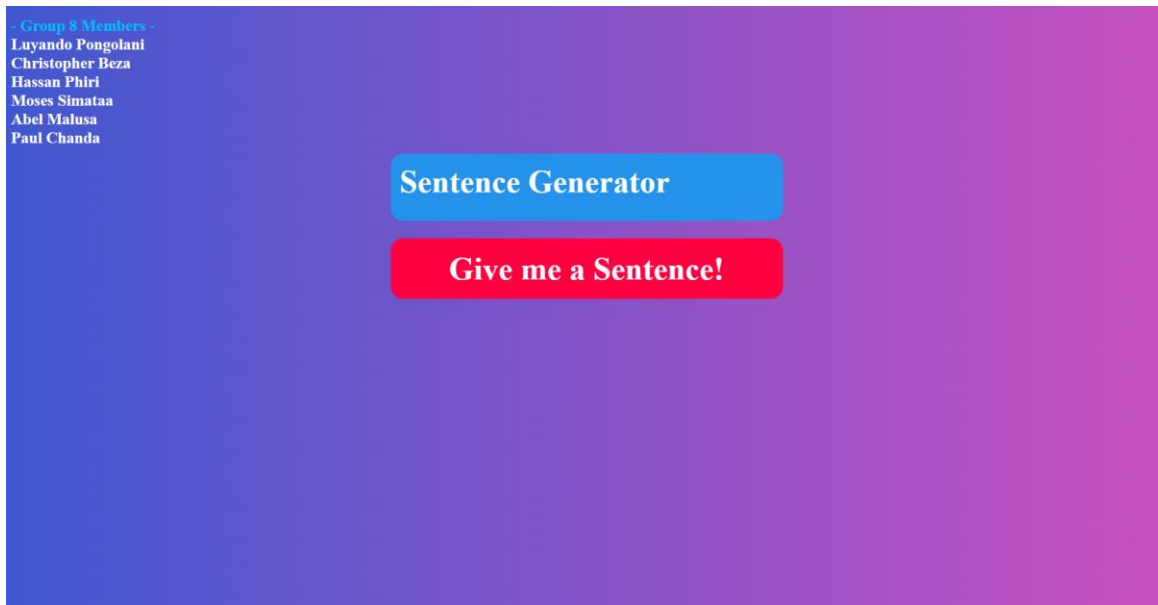 - Group 8 Members -
Luyando Pongolani
Christopher Beza
Hassan Phiri
Moses Simataa
Abel Malusa
Paul Chanda
Sentence Generator
Give me a Sentence!